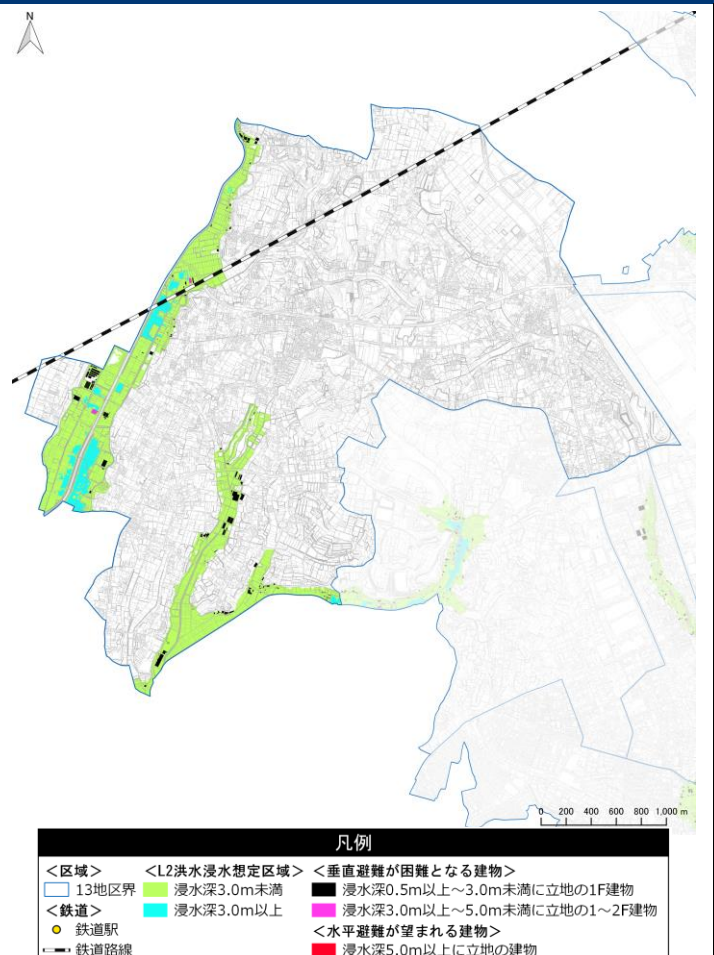 N
0 200 400 600 800 1,000 m
凡例
＜区域＞
13地区界
＜鉄道＞
鉄道駅
鉄道路線
＜L2洪水浸水想定区域＞
浸水深3.0m未満
浸水深3.0m以上
＜垂直避難が困難となる建物＞
浸水深0.5m以上～3.0m未満に立地の1F建物
浸水深3.0m以上～5.0m未満に立地の1～2F建物
＜水平避難が望まれる建物＞
浸水深5.0m以上に立地の建物